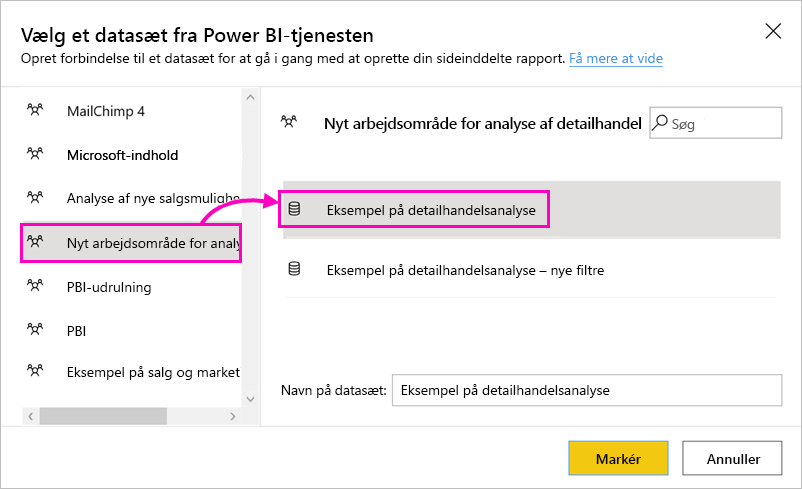 Vælg et datasæt fra Power BI-tjenesten
Opret forbindelse til et datasæt for at gå i gang med at oprette din sideinddelte rapport. Få mere at vide
MailChimp 4
Microsoft-indhold
Analyse af nye salgsmulighe
Nyt arbejdsområde for analy
PBI-udrulning
PBI
Eksempel på salg og market
Nyt arbejdsområde for analyse af detailhandel
Søg
Eksempel på detailhandelsanalyse
Eksempel på detailhandelsanalyse – nye filtre
Navn på datasæt: Eksempel på detailhandelsanalyse
Markér
Annuller